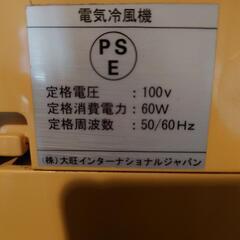 電気冷風機
PS
E
定格電圧 : 100v
定格消費電力 : 60W
定格周波数 : 50/60Hz
(株)大旺インターナショナルジャパン